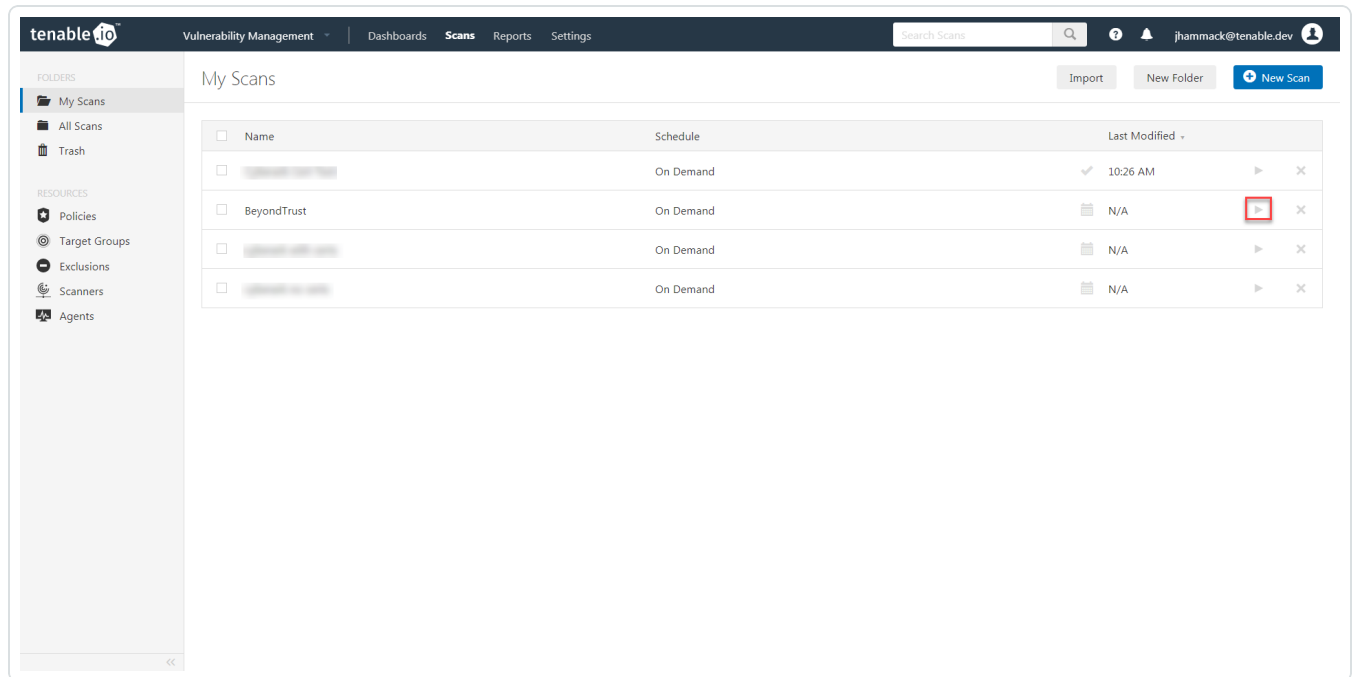 tenable.io™
Vulnerability Management
Dashboards Scans Reports Settings
Search Scans
jhammack@tenable.dev
FOLDERS
My Scans
All Scans
Trash
RESOURCES
Policies
Target Groups
Exclusions
Scanners
Agents
My Scans
Import New Folder New Scan
Name Schedule Last Modified
On Demand 10:26 AM
BeyondTrust On Demand N/A
On Demand N/A
On Demand N/A